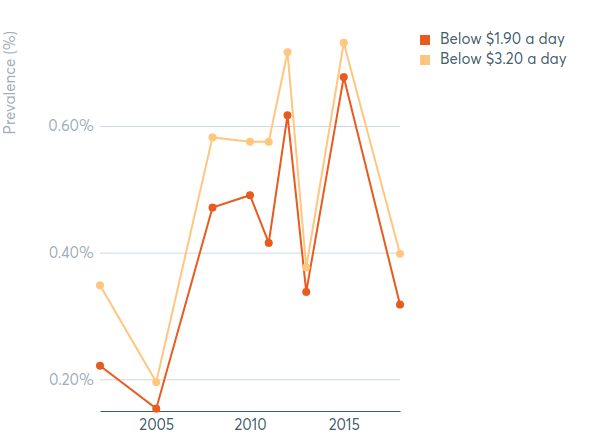 Prevalence (%)
Below $1.90 a day
Below $3.20 a day
0.60%
0.40%
0.20%
2005 2010 2015